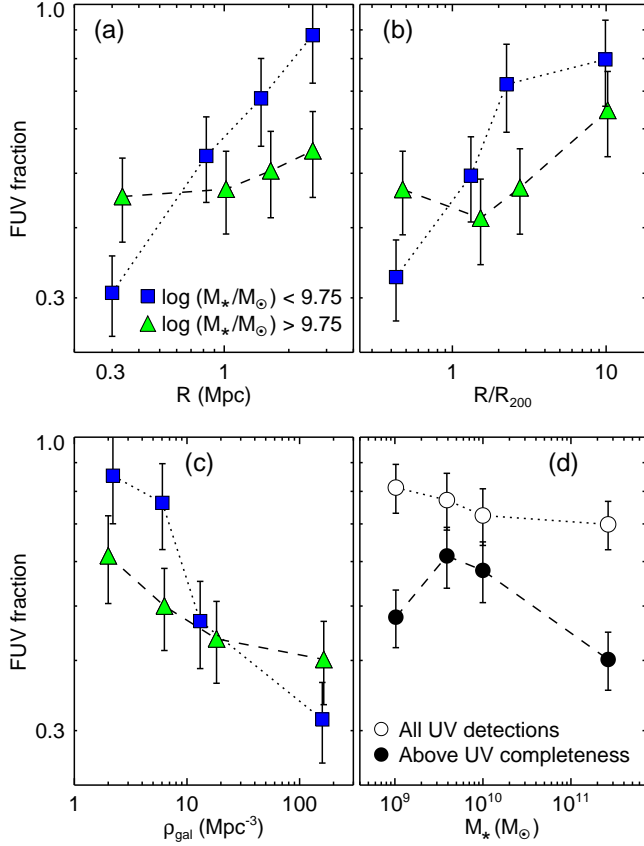 (a)
(b)
FUV fraction
1.0
0.3
log (M*/M☉) < 9.75
log (M*/M☉) > 9.75
0.3
1
R (Mpc)
1
10
R/R200
(c)
(d)
FUV fraction
1.0
0.3
All UV detections
Above UV completeness
1
10
100
ρgal (Mpc-3)
10^9
10^10
10^11
M* (M☉)